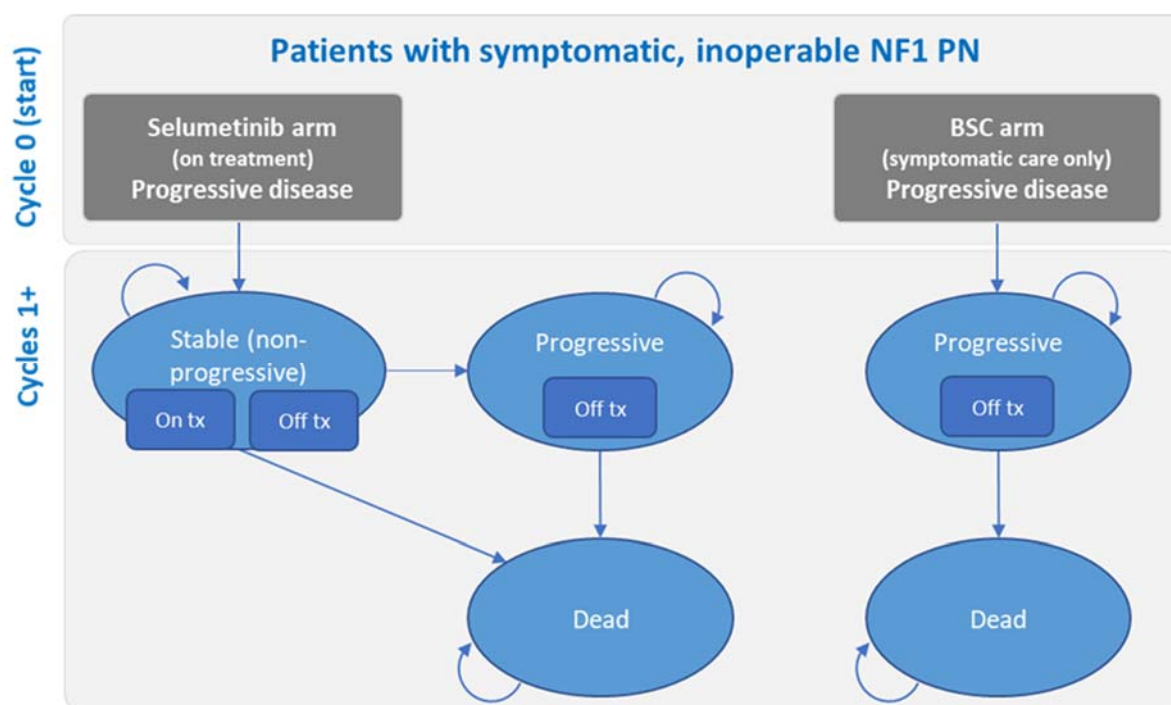 Patients with symptomatic, inoperable NF1 PN
Cycle 0 (start)
Selumetinib arm
(on treatment)
Progressive disease
BSC arm
(symptomatic care only)
Progressive disease
Cycles 1+
Stable (non-
progressive)
On tx
Off tx
Progressive
Off tx
Progressive
Off tx
Dead
Dead